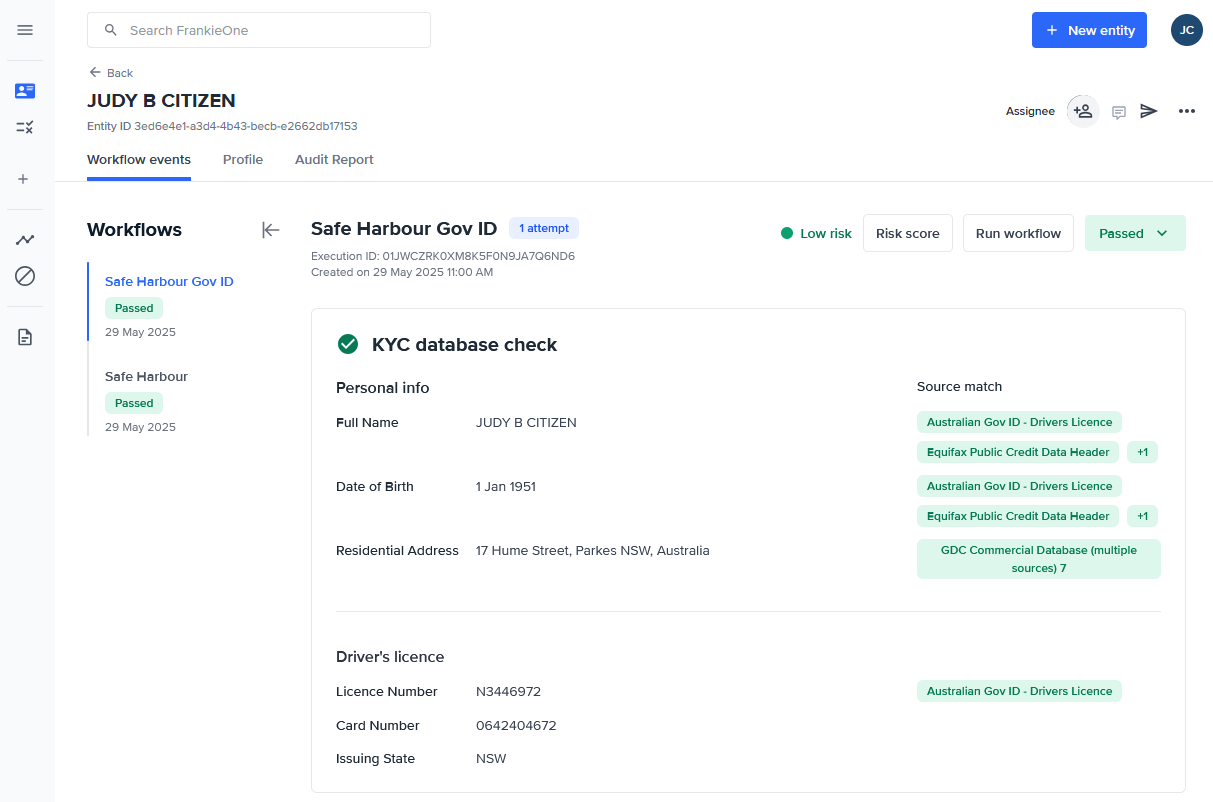 Search FrankieOne
+ New entity
JC
Back
JUDY B CITIZEN
Entity ID 3ed6e4e1-a3d4-4b43-becb-e2662db17153
Assignee
Workflow events
Profile
Audit Report
Workflows
Safe Harbour Gov ID
Passed
29 May 2025
Safe Harbour
Passed
29 May 2025
Safe Harbour Gov ID
1 attempt
Execution ID: 01JWCZRK0XM8K5F0N9JA7Q6ND6
Created on 29 May 2025 11:00 AM
Low risk
Risk score
Run workflow
Passed
KYC database check
Personal info
Source match
Full Name
JUDY B CITIZEN
Australian Gov ID - Drivers Licence
Equifax Public Credit Data Header
+1
Date of Birth
1 Jan 1951
Australian Gov ID - Drivers Licence
Equifax Public Credit Data Header
+1
Residential Address
17 Hume Street, Parkes NSW, Australia
GDC Commercial Database (multiple
sources) 7
Driver's licence
Licence Number
N3446972
Australian Gov ID - Drivers Licence
Card Number
0642404672
Issuing State
NSW